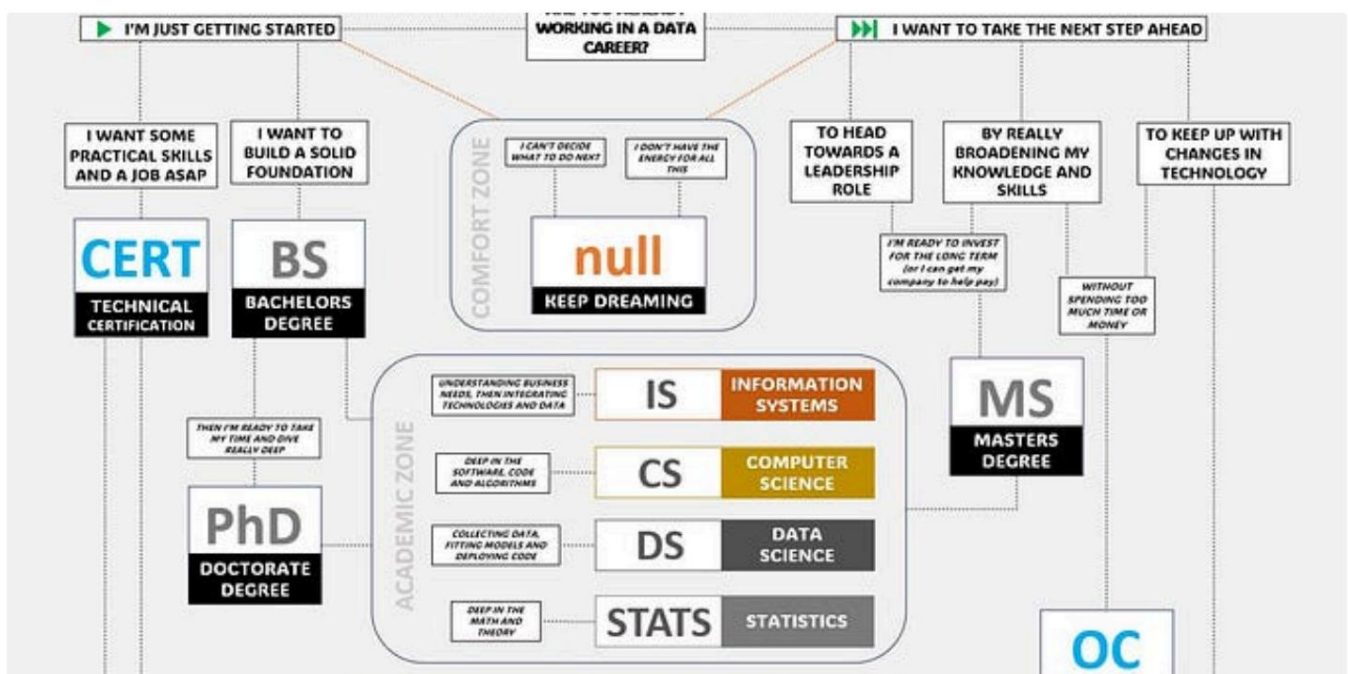 WORKING IN A DATA
CAREER?
I'M JUST GETTING STARTED
I WANT TO TAKE THE NEXT STEP AHEAD
I WANT SOME
PRACTICAL SKILLS
AND A JOB ASAP
I WANT TO
BUILD A SOLID
FOUNDATION
COMFORT ZONE
I CAN'T DECIDE
WHAT TO DO NEXT
I DON'T HAVE THE
ENERGY FOR ALL
THIS
TO HEAD
TOWARDS A
LEADERSHIP
ROLE
BY REALLY
BROADENING MY
KNOWLEDGE AND
SKILLS
TO KEEP UP WITH
CHANGES IN
TECHNOLOGY
CERT
TECHNICAL
CERTIFICATION
BS
BACHELORS
DEGREE
null
KEEP DREAMING
I'M READY TO INVEST
FOR THE LONG TERM
(or I can get my
company to help pay)
WITHOUT
SPENDING TOO
MUCH TIME OR
MONEY
THEN I'M READY TO TAKE
MY TIME AND DIVE
REALLY DEEP
PhD
DOCTORATE
DEGREE
ACADEMIC ZONE
UNDERSTANDING BUSINESS
NEEDS, THEN INTEGRATING
TECHNOLOGIES AND DATA
IS
INFORMATION
SYSTEMS
DEEP IN THE
SOFTWARE, CODE
AND ALGORITHMS
CS
COMPUTER
SCIENCE
COLLECTING DATA,
FITTING MODELS AND
DEPLOYING CODE
DS
DATA
SCIENCE
DEEP IN THE
MATH AND
THEORY
STATS
STATISTICS
MS
MASTERS
DEGREE
OC